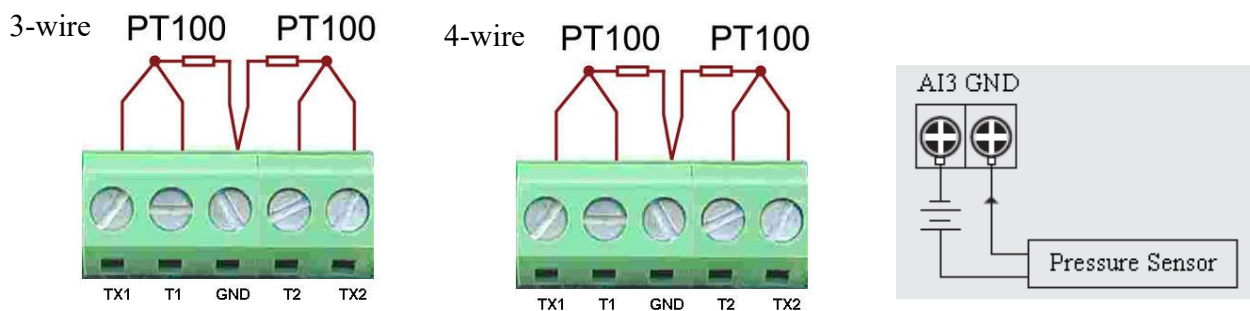 3-wire PT100 PT100
TX1 T1 GND T2 TX2
4-wire PT100 PT100
TX1 T1 GND T2 TX2
AI3 GND
Pressure Sensor